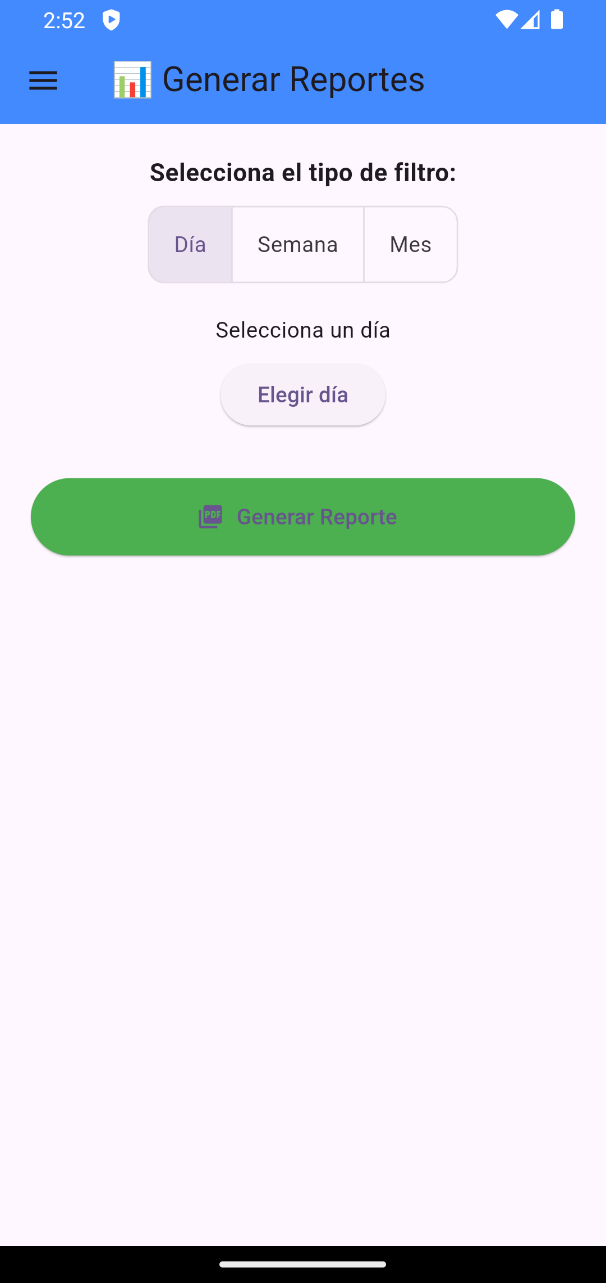 2:52
Generar Reportes
Selecciona el tipo de filtro:
Día Semana Mes
Selecciona un día
Elegir día
PDF Generar Reporte